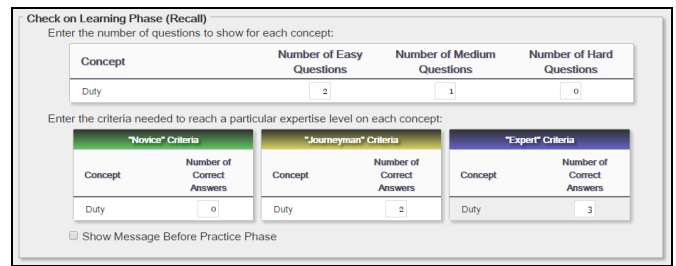 Check on Learning Phase (Recall)
Enter the number of questions to show for each concept:
Concept Number of Easy Questions Number of Medium Questions Number of Hard Questions
Duty 2 1 0
Enter the criteria needed to reach a particular expertise level on each concept:
"Novice" Criteria "Journeyman" Criteria "Expert" Criteria
Concept Number of Correct Answers Concept Number of Correct Answers Concept Number of Correct Answers
Duty 0 Duty 2 Duty 3
Show Message Before Practice Phase